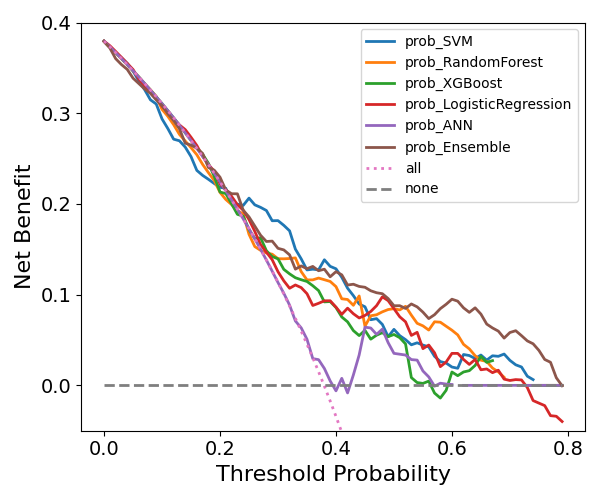 0.4
0.3
0.2
0.1
0.0
Net Benefit
prob_SVM
prob_RandomForest
prob_XGBoost
prob_LogisticRegression
prob_ANN
prob_Ensemble
all
none
0.0 0.2 0.4 0.6 0.8
Threshold Probability